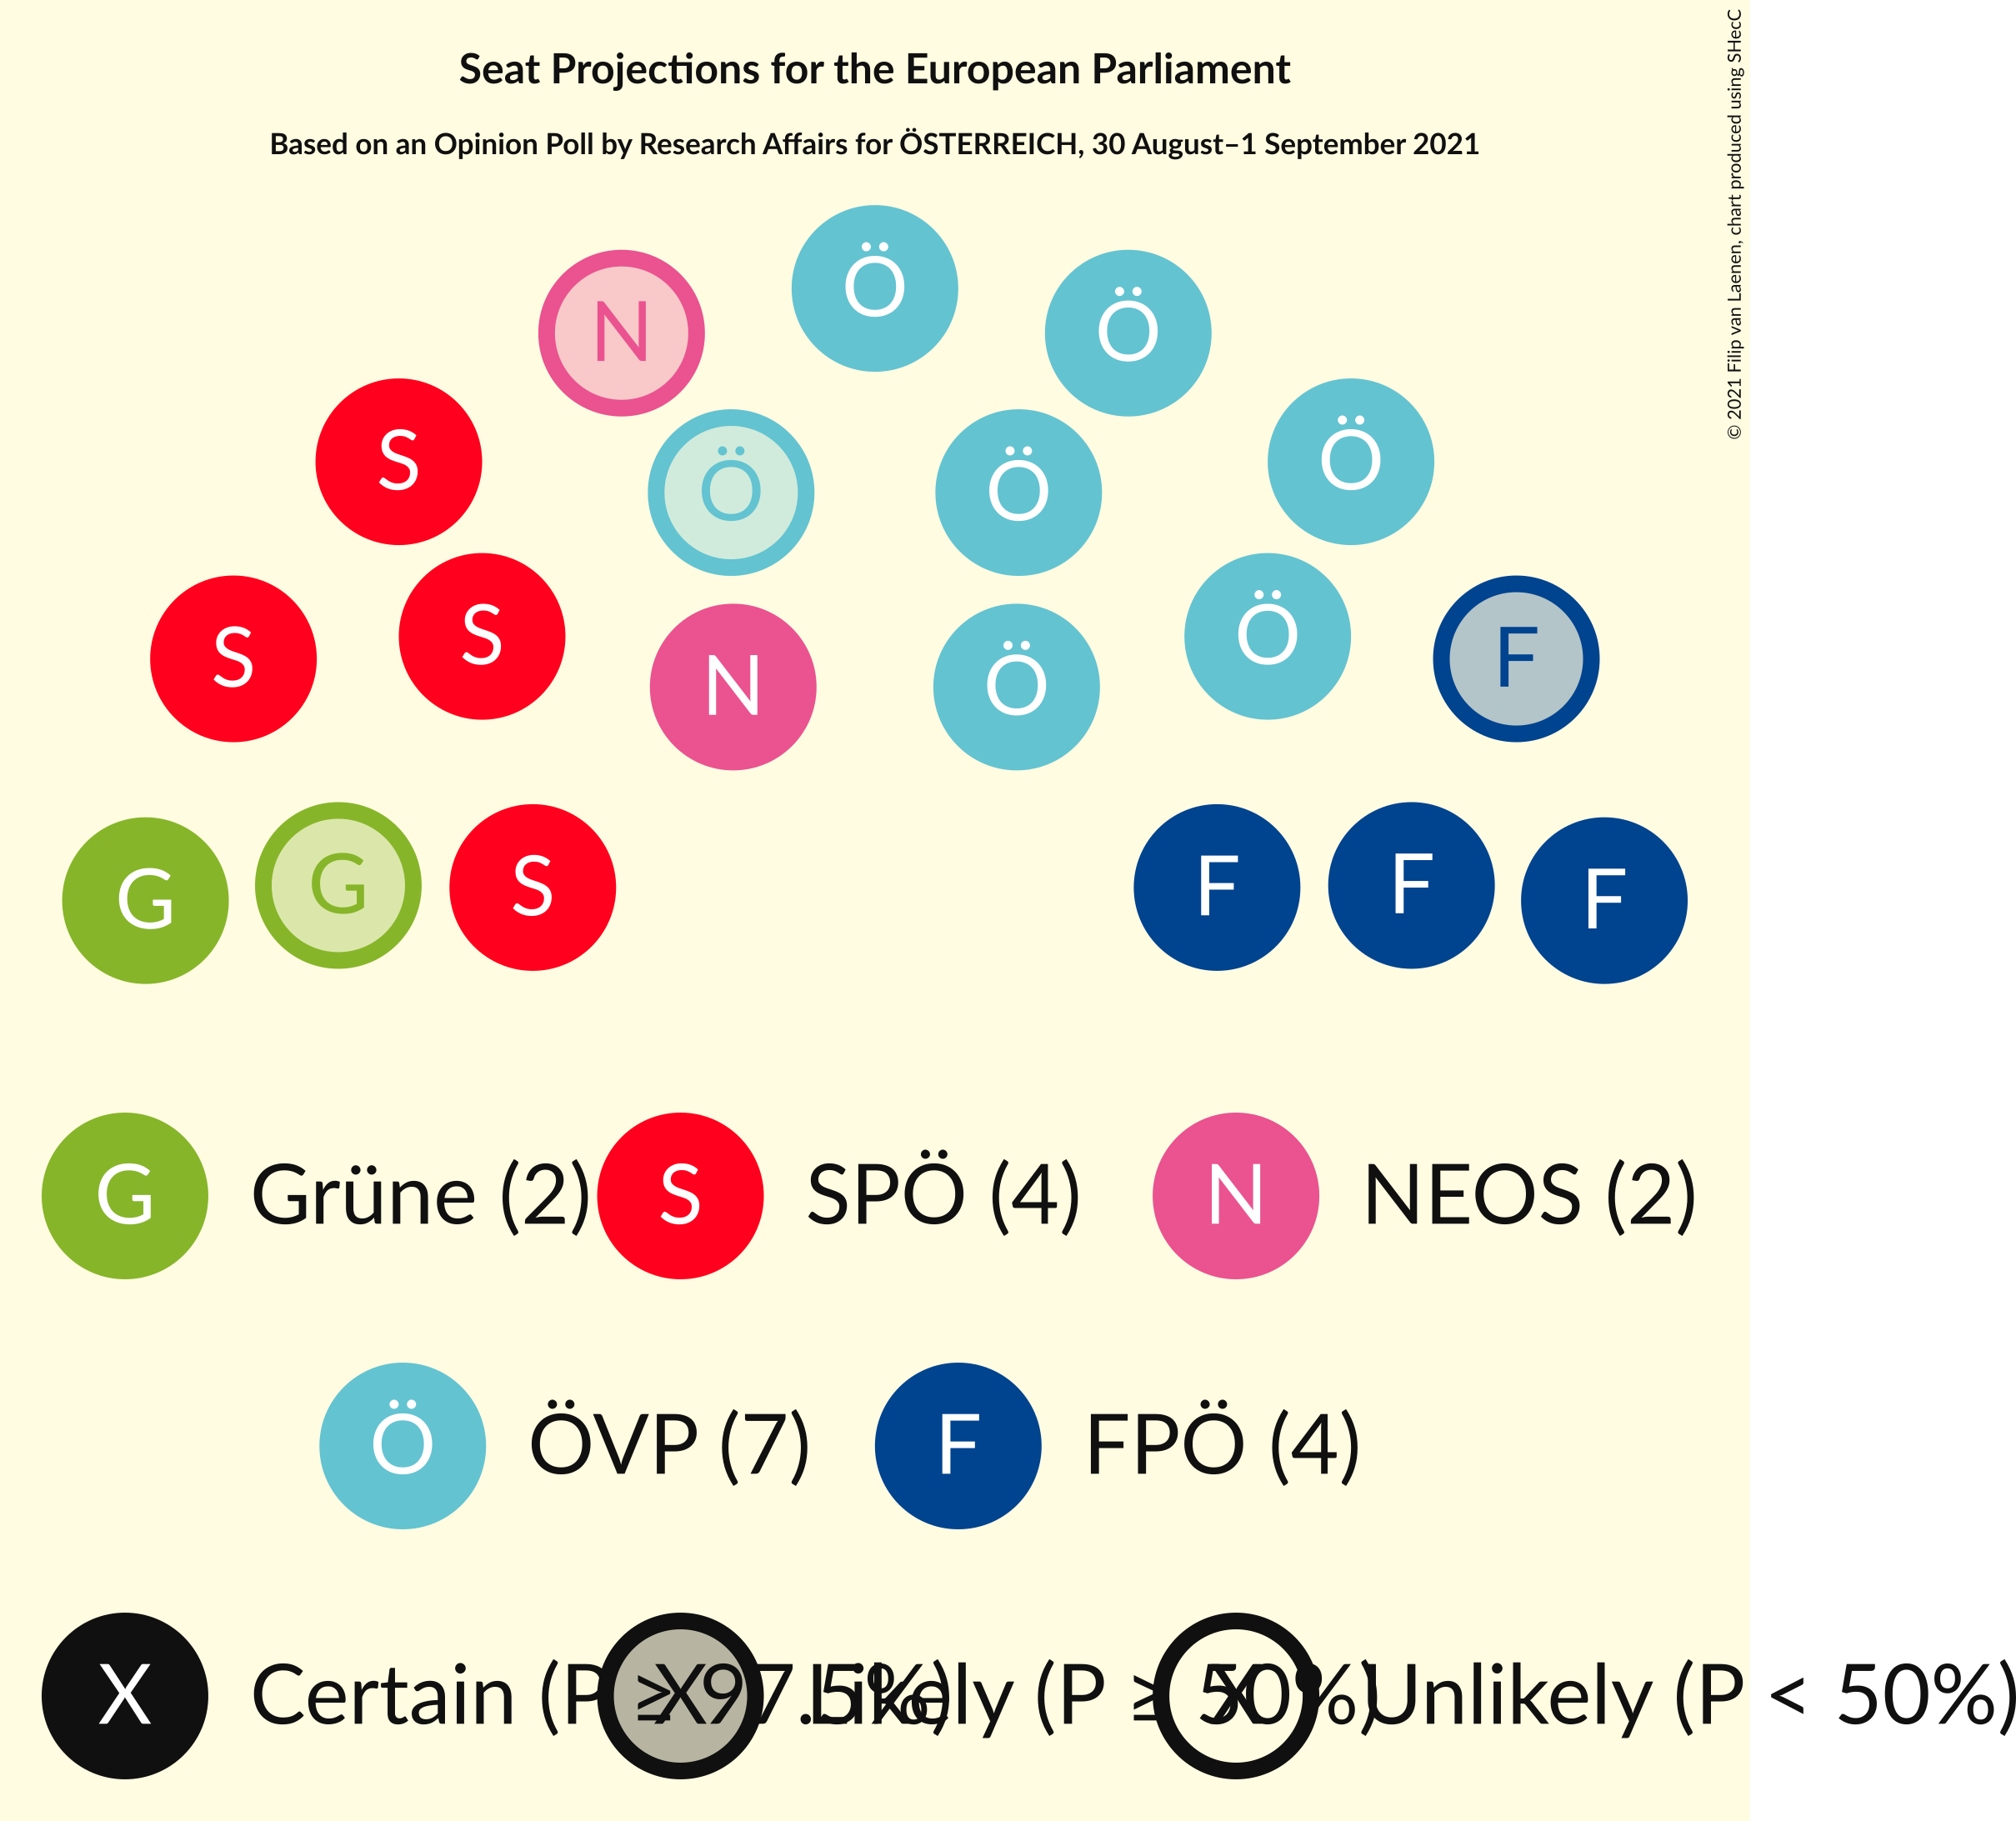 Seat Projections for the European Parliament
Based on an Opinion Poll by Research Affairs for ÖSTERREICH, 30 August–1 September 2021
© 2021 Filip van Laenen, chart produced using SHecC
Ö
N Ö
S Ö
Ö Ö
S S Ö F
N Ö
G G S F F F
G Grüne (2) S SPÖ (4) N NEOS (2)
Ö ÖVP (7) F FPÖ (4)
X Certain (P ≥ 97.5%) X Likely (P ≥ 50%) X Unlikely (P < 50%)